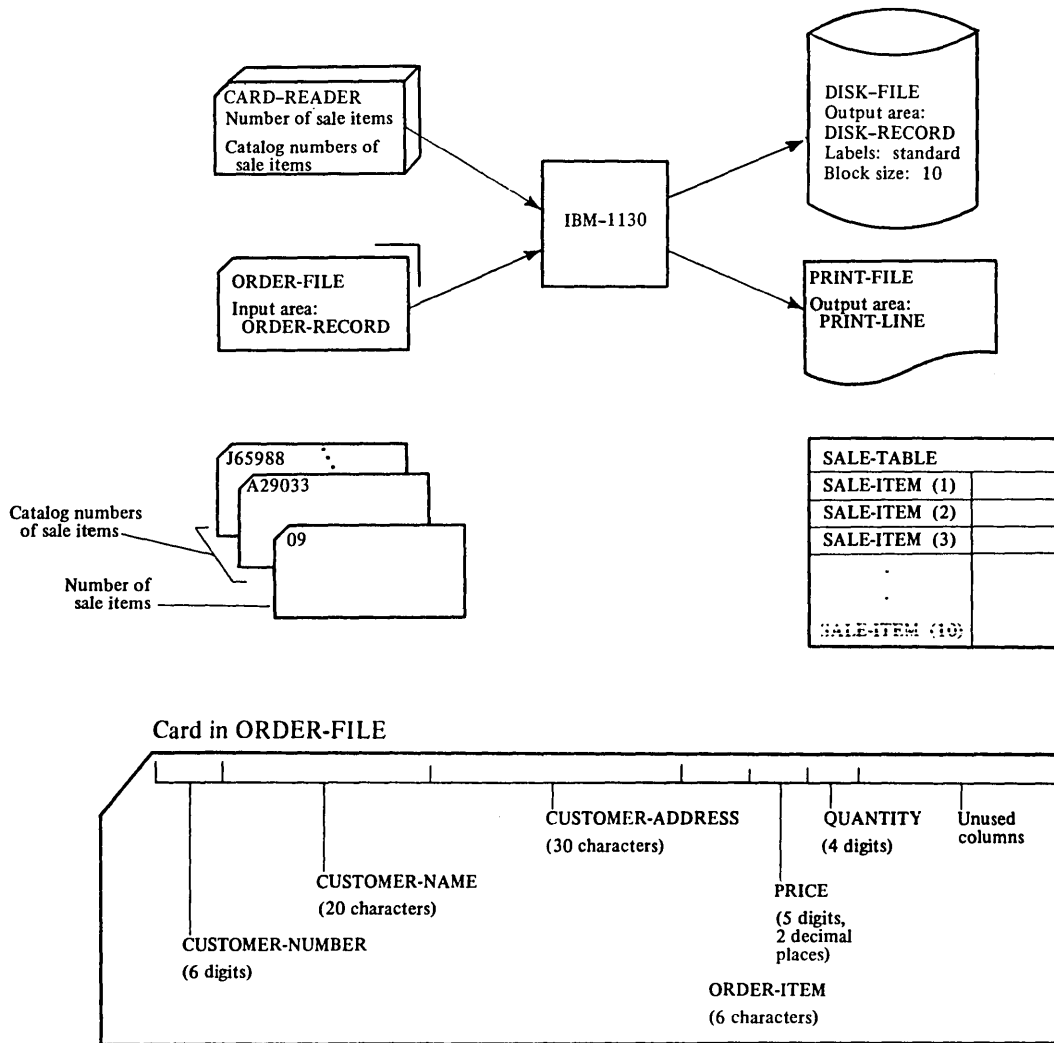 CARD-READER
Number of sale items
Catalog numbers of
sale items
ORDER-FILE
Input area:
ORDER-RECORD
IBM-1130
DISK-FILE
Output area:
DISK-RECORD
Labels: standard
Block size: 10
PRINT-FILE
Output area:
PRINT-LINE
J65988
A29033
09
Catalog numbers
of sale items
Number of
sale items
SALE-TABLE
SALE-ITEM (1)
SALE-ITEM (2)
SALE-ITEM (3)
SALE-ITEM (10)
Card in ORDER-FILE
CUSTOMER-ADDRESS
(30 characters)
QUANTITY
(4 digits)
Unused
columns
CUSTOMER-NAME
(20 characters)
PRICE
(5 digits,
2 decimal
places)
CUSTOMER-NUMBER
(6 digits)
ORDER-ITEM
(6 characters)